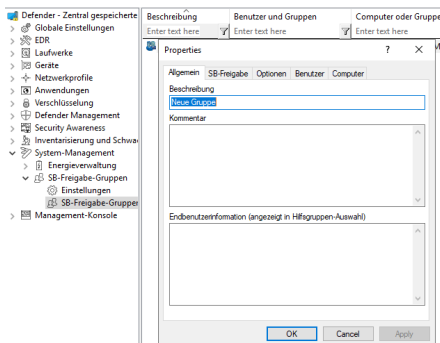 Defender - Zentral gespeicherte
Globale Einstellungen
EDR
Laufwerke
Geräte
Netzwerkprofile
Anwendungen
Verschlüsselung
Defender Management
Security Awareness
Inventarisierung und Schwa
System-Management
Energieverwaltung
SB-Freigabe-Gruppen
Einstellungen
SB-Freigabe-Gruppen
Management-Konsole
Beschreibung Benutzer und Gruppen Computer oder Gruppe
Enter text here Enter text here Enter text here
Properties ? ×
Allgemein SB-Freigabe Optionen Benutzer Computer
Beschreibung
Neue Gruppe
Kommentar
Endbenutzerinformation (angezeigt in Hilfsgruppen-Auswahl)
OK Cancel Apply